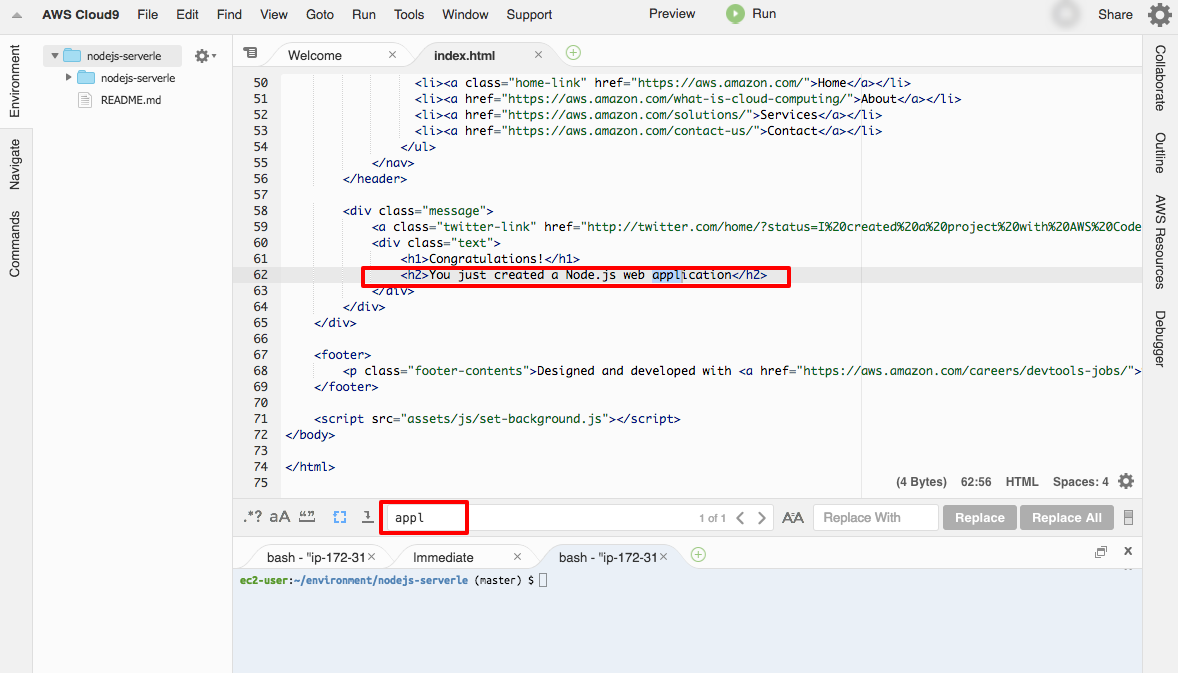 AWS Cloud9 File Edit Find View Goto Run Tools Window Support Preview Run Share
Environment
Navigate
Commands
nodejs-serverle
nodejs-serverle
README.md
Welcome index.html
50 <li><a class="home-link" href="https://aws.amazon.com/">Home</a></li>
51 <li><a href="https://aws.amazon.com/what-is-cloud-computing/">About</a></li>
52 <li><a href="https://aws.amazon.com/solutions/">Services</a></li>
53 <li><a href="https://aws.amazon.com/contact-us/">Contact</a></li>
54 </ul>
55 </nav>
56 </header>
57
58 <div class="message">
59 <a class="twitter-link" href="http://twitter.com/home/?status=I%20created%20a%20project%20with%20AWS%20Code
60 <div class="text">
61 <h1>Congratulations!</h1>
62 <h2>You just created a Node.js web application</h2>
63 </div>
64 </div>
65 </div>
66
67 <footer>
68 <p class="footer-contents">Designed and developed with <a href="https://aws.amazon.com/careers/devtools-jobs/">
69 </footer>
70
71 <script src="assets/js/set-background.js"></script>
72 </body>
73
74 </html>
75
(4 Bytes) 62:56 HTML Spaces: 4
.*? aA “” appl 1 of 1 AA Replace With Replace Replace All
bash - "ip-172-31 Immediate bash - "ip-172-31
ec2-user:~/environment/nodejs-serverle (master) $
Collaborate
Outline
AWS Resources
Debugger